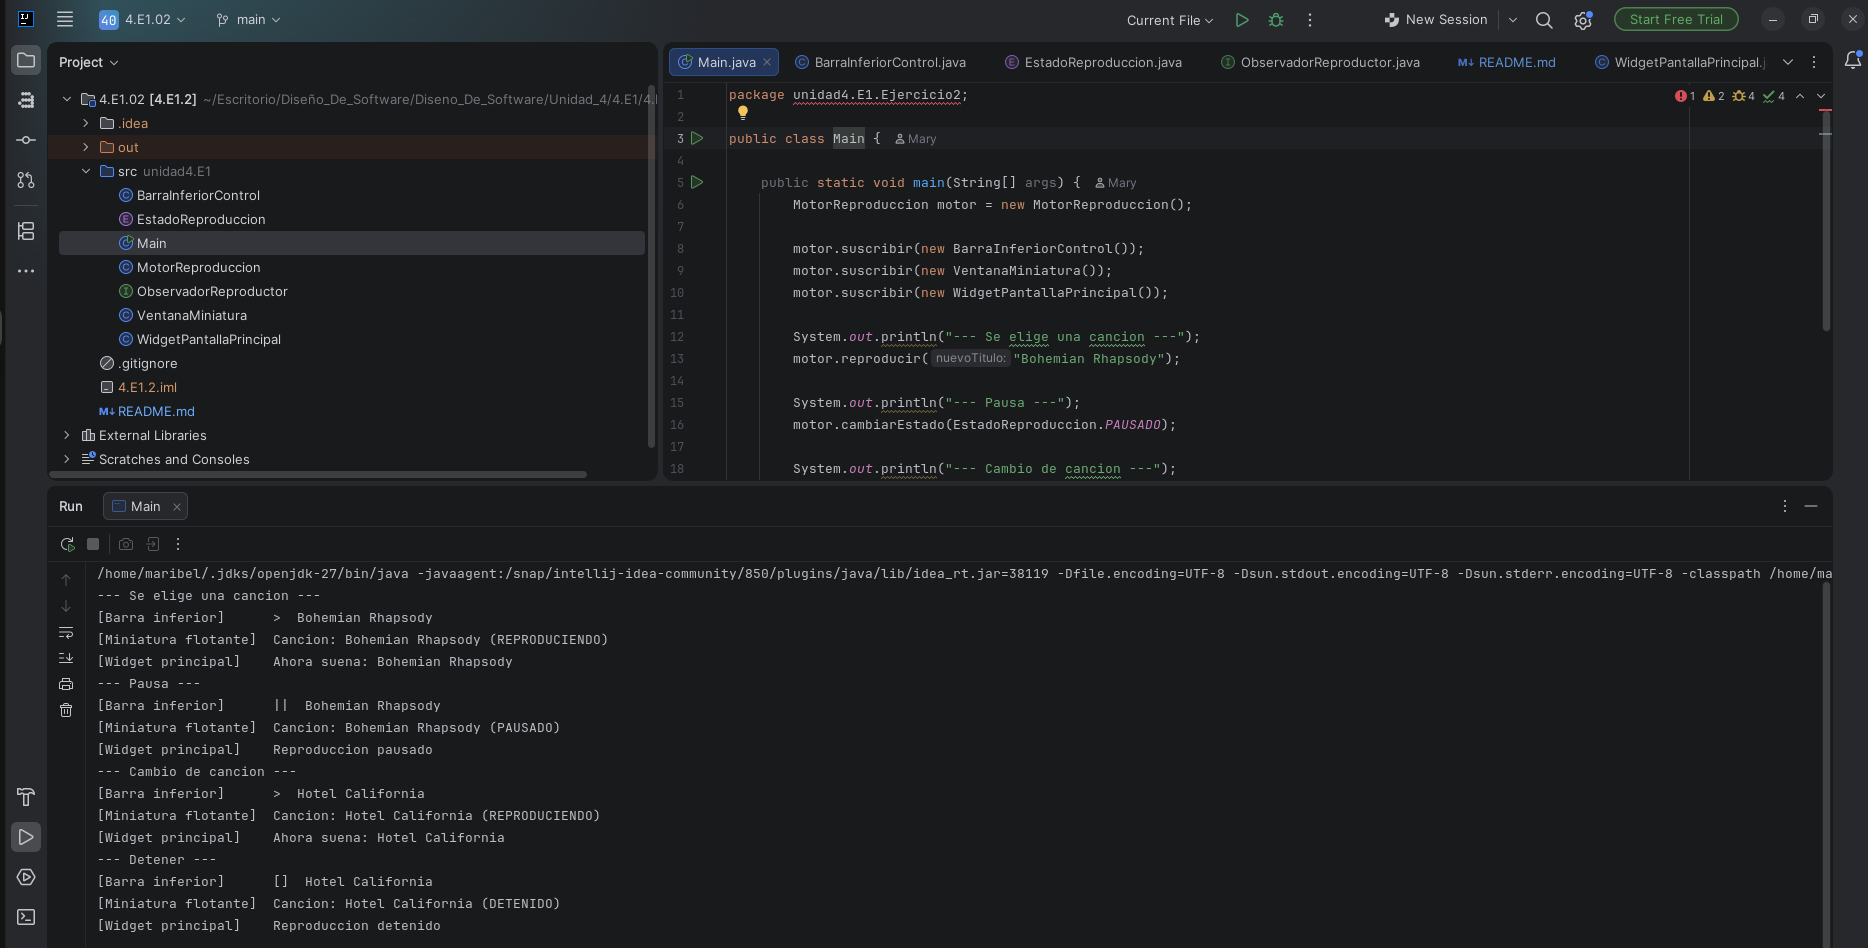 40 4.E1.02 main Current File New Session Start Free Trial
Project
4.E1.02 [4.E1.2] ~/Escritorio/Diseño_De_Software/Diseno_De_Software/Unidad_4/4.E1/4.
.idea
out
src unidad4.E1
BarraInferiorControl
EstadoReproduccion
Main
MotorReproduccion
ObservadorReproductor
VentanaMiniatura
WidgetPantallaPrincipal
.gitignore
4.E1.2.iml
README.md
External Libraries
Scratches and Consoles
Main.java BarraInferiorControl.java EstadoReproduccion.java ObservadorReproductor.java README.md WidgetPantallaPrincipal.j
1 package unidad4.E1.Ejercicio2; 1 2 4 4
2
3 public class Main { Mary
4
5 public static void main(String[] args) { Mary
6 MotorReproduccion motor = new MotorReproduccion();
7
8 motor.suscribir(new BarraInferiorControl());
9 motor.suscribir(new VentanaMiniatura());
10 motor.suscribir(new WidgetPantallaPrincipal());
11
12 System.out.println("--- Se elige una cancion ---");
13 motor.reproducir( nuevoTitulo: "Bohemian Rhapsody");
14
15 System.out.println("--- Pausa ---");
16 motor.cambiarEstado(EstadoReproduccion.PAUSADO);
17
18 System.out.println("--- Cambio de cancion ---");
Run Main
/home/maribel/.jdks/openjdk-27/bin/java -javaagent:/snap/intellij-idea-community/850/plugins/java/lib/idea_rt.jar=38119 -Dfile.encoding=UTF-8 -Dsun.stdout.encoding=UTF-8 -Dsun.stderr.encoding=UTF-8 -classpath /home/ma
--- Se elige una cancion ---
[Barra inferior] > Bohemian Rhapsody
[Miniatura flotante] Cancion: Bohemian Rhapsody (REPRODUCIENDO)
[Widget principal] Ahora suena: Bohemian Rhapsody
--- Pausa ---
[Barra inferior] || Bohemian Rhapsody
[Miniatura flotante] Cancion: Bohemian Rhapsody (PAUSADO)
[Widget principal] Reproduccion pausado
--- Cambio de cancion ---
[Barra inferior] > Hotel California
[Miniatura flotante] Cancion: Hotel California (REPRODUCIENDO)
[Widget principal] Ahora suena: Hotel California
--- Detener ---
[Barra inferior] [] Hotel California
[Miniatura flotante] Cancion: Hotel California (DETENIDO)
[Widget principal] Reproduccion detenido